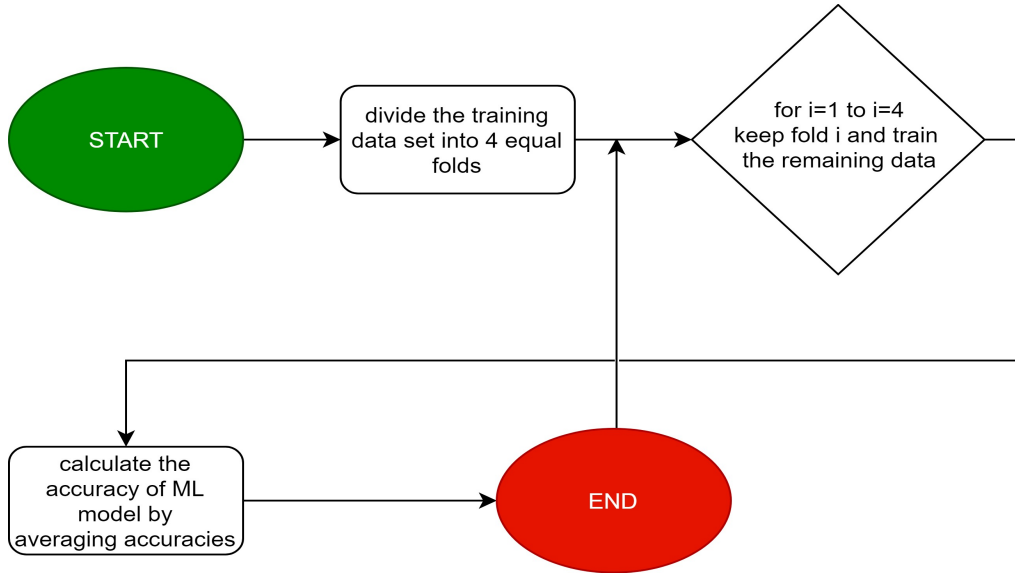 START
divide the training
data set into 4 equal
folds
for i=1 to i=4
keep fold i and train
the remaining data
calculate the
accuracy of ML
model by
averaging accuracies
END